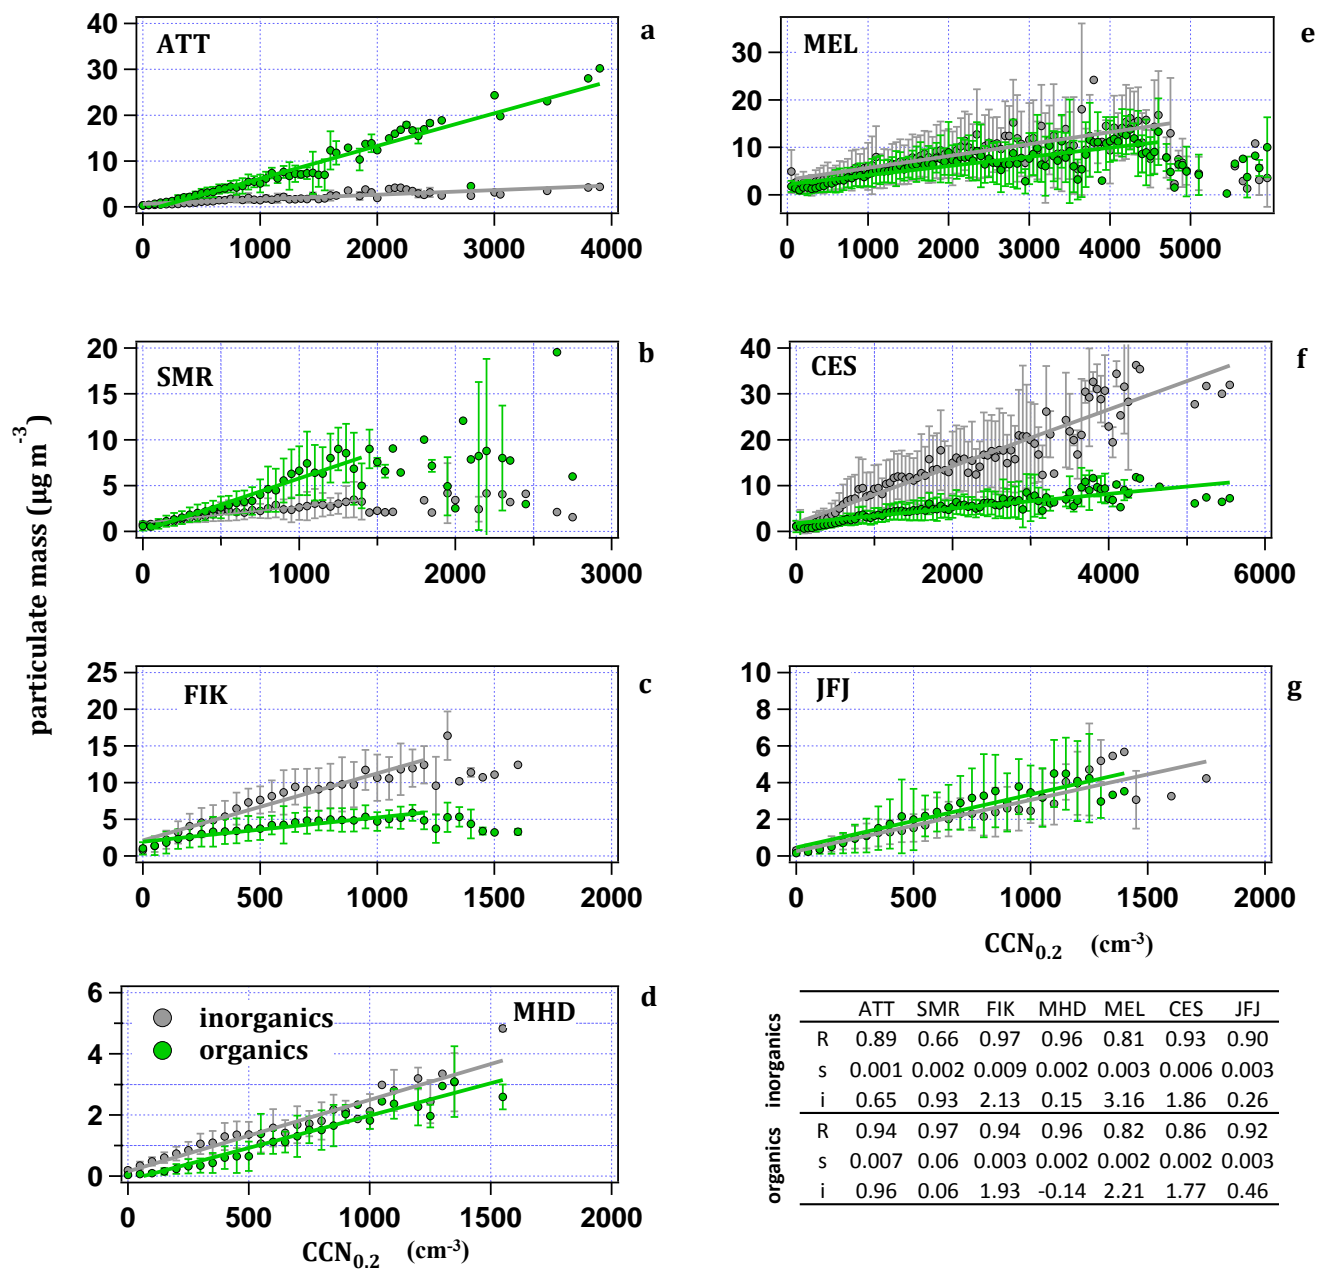 particulate mass (µg m-3)
ATT
a
40
30
20
10
0
0 1000 2000 3000 4000
MEL
e
30
20
10
0
0 1000 2000 3000 4000 5000
SMR
b
20
15
10
5
0
0 1000 2000 3000
CES
f
40
30
20
10
0
0 2000 4000 6000
FIK
c
25
20
15
10
5
0
0 500 1000 1500 2000
JFJ
g
10
8
6
4
2
0
0 500 1000 1500 2000
CCN0.2 (cm-3)
MHD
d
inorganics
organics
6
4
2
0
0 500 1000 1500 2000
CCN0.2 (cm-3)
ATT SMR FIK MHD MEL CES JFJ
inorganics
R 0.89 0.66 0.97 0.96 0.81 0.93 0.90
s 0.001 0.002 0.009 0.002 0.003 0.006 0.003
i 0.65 0.93 2.13 0.15 3.16 1.86 0.26
organics
R 0.94 0.97 0.94 0.96 0.82 0.86 0.92
s 0.007 0.06 0.003 0.002 0.002 0.002 0.003
i 0.96 0.06 1.93 -0.14 2.21 1.77 0.46